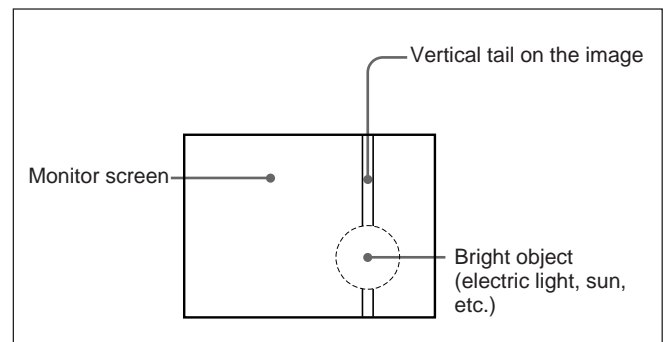 Vertical tail on the image
Monitor screen
Bright object
(electric light, sun,
etc.)